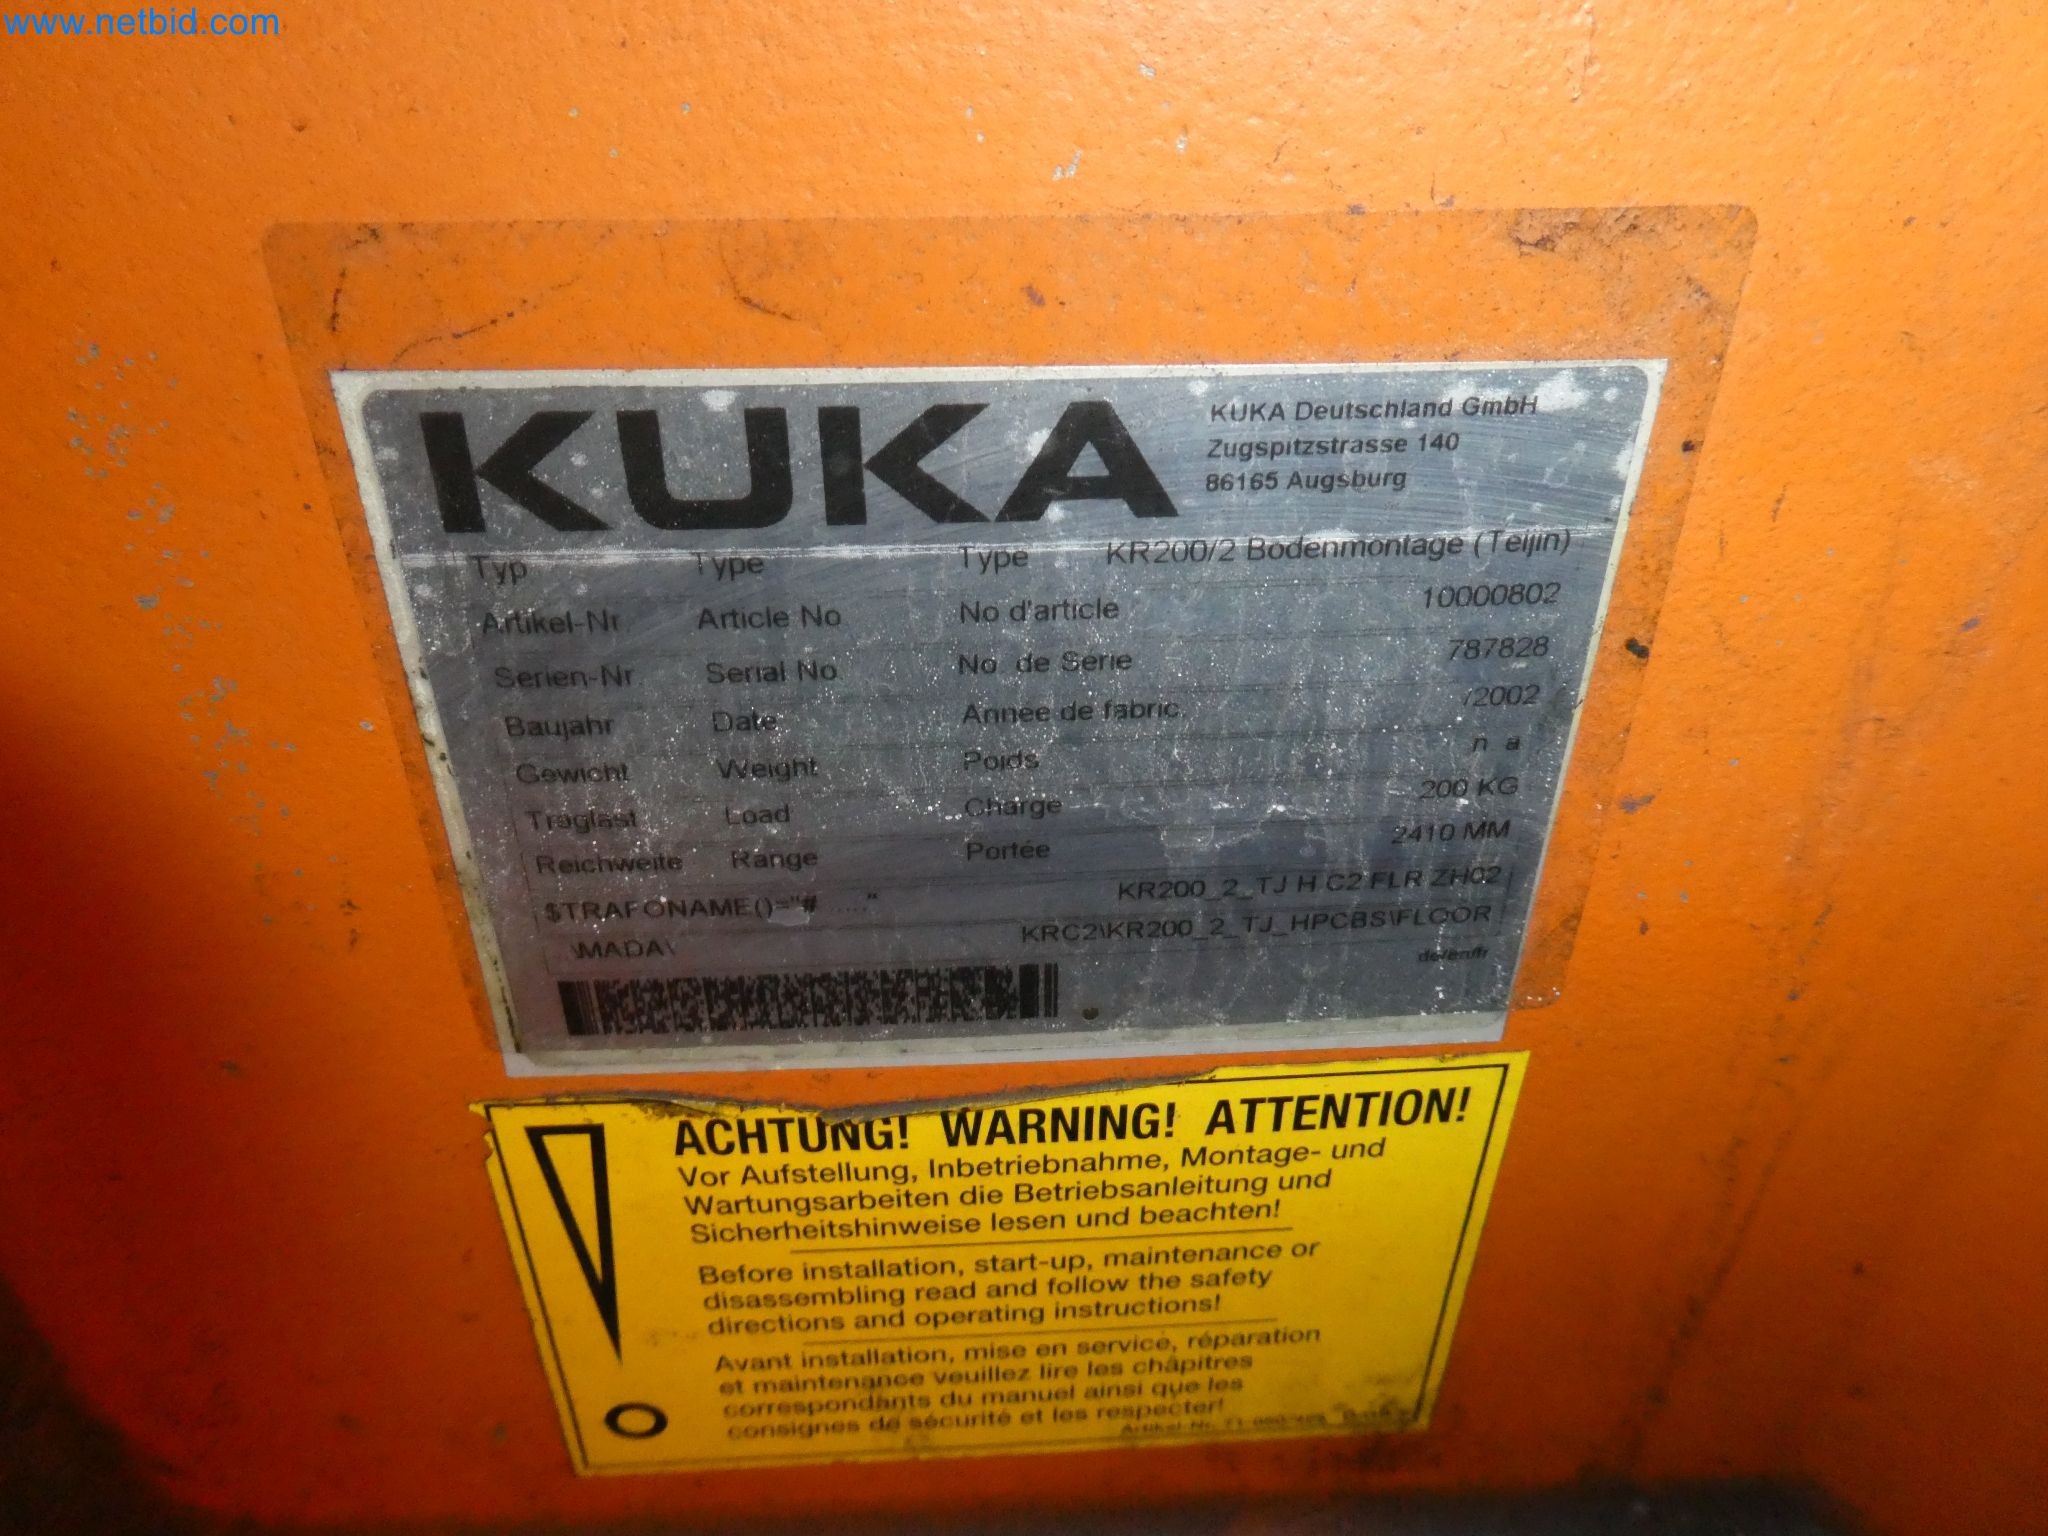 www.netbid.com
KUKA
KUKA Deutschland GmbH
Zugspitzstrasse 140
86165 Augsburg
Typ Type Type KR200/2 Bodenmontage (Teijin)
Artikel-Nr Article No No d'article 10000802
Serien-Nr Serial No. No. de Série 787828
Baujahr Date Année de fabric. /2002
Gewicht Weight Poids n a
Traglast Load Charge 200 KG
Reichweite Range Portée 2410 MM
$TRAFONAME()="# ....." KR200_2_TJ H C2 FLR ZH02
\MADA\ KRC2\KR200_2_TJ_HPCBS\FLOOR
de/en/fr
ACHTUNG! WARNING! ATTENTION!
Vor Aufstellung, Inbetriebnahme, Montage- und
Wartungsarbeiten die Betriebsanleitung und
Sicherheitshinweise lesen und beachten!
Before installation, start-up, maintenance or
disassembling read and follow the safety
directions and operating instructions!
Avant installation, mise en service, réparation
et maintenance veuillez lire les châpitres
correspondants du manuel ainsi que les
consignes de sécurité et les respecter!
Artikel-Nr.